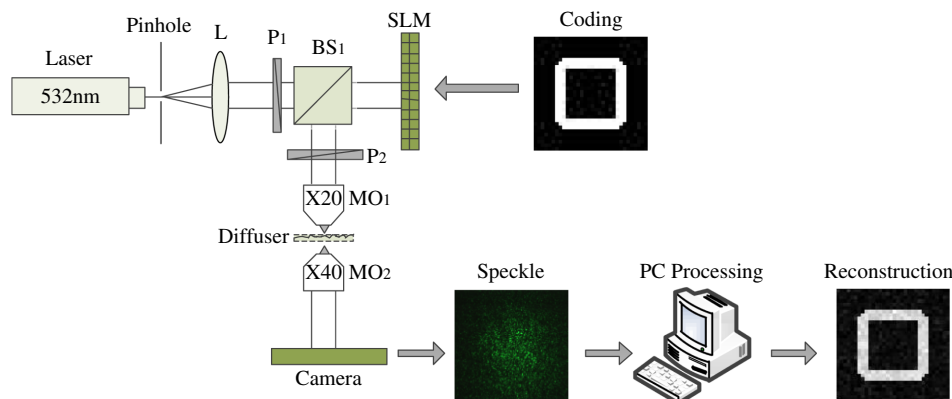 Laser
532nm
Pinhole
L
P1
BS1
SLM
Coding
P2
X20 MO1
Diffuser
X40 MO2
Camera
Speckle
PC Processing
Reconstruction